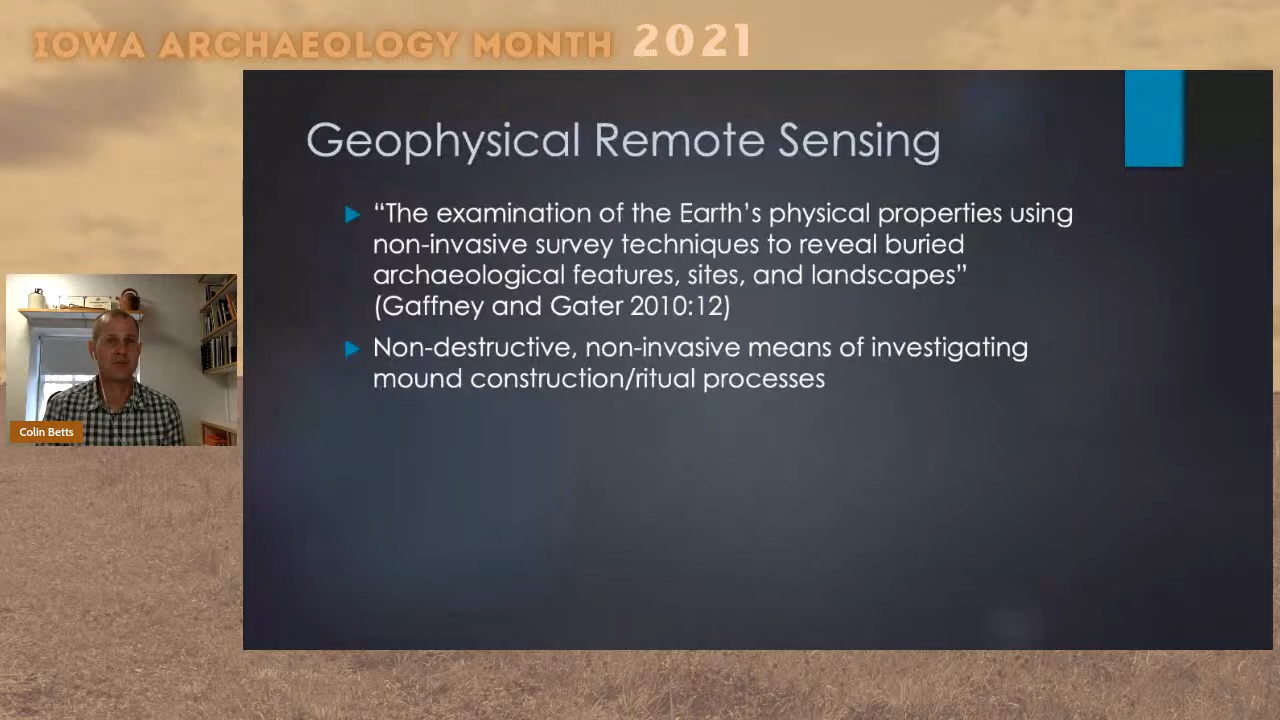 IOWA ARCHAEOLOGY MONTH 2021
Geophysical Remote Sensing
“The examination of the Earth’s physical properties using
non-invasive survey techniques to reveal buried
archaeological features, sites, and landscapes”
(Gaffney and Gater 2010:12)
Non-destructive, non-invasive means of investigating
mound construction/ritual processes
Colin Betts